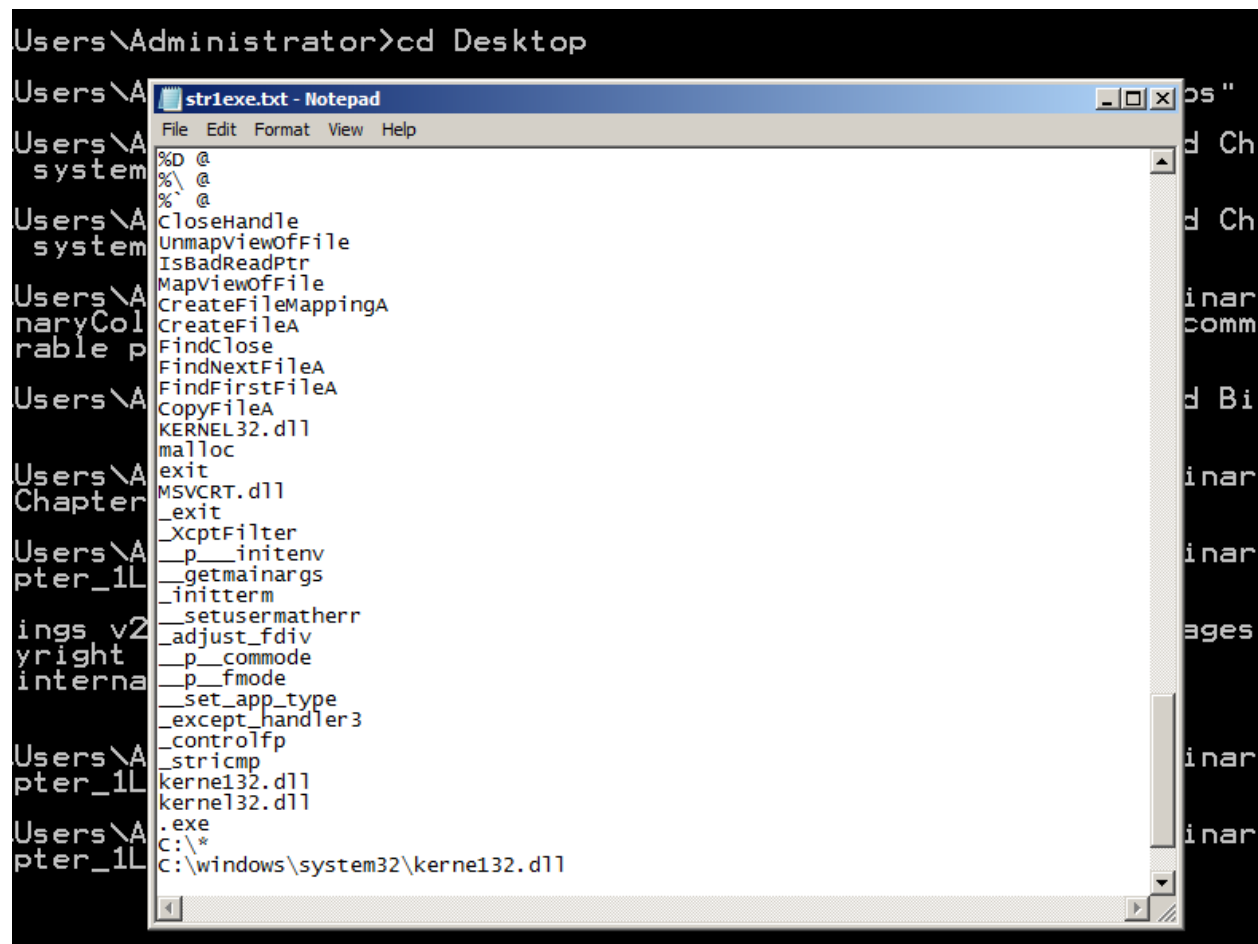 Users\Administrator>cd Desktop
Users\A
Users\A
system
Users\A
system
Users\A
naryCol
rable p
Users\A
Users\A
Chapter
Users\A
pter_1L
ings v2
yright
interna
Users\A
pter_1L
Users\A
pter_1L
str1exe.txt - Notepad
File Edit Format View Help
%D @
%\ @
%` @
CloseHandle
UnmapViewOfFile
IsBadReadPtr
MapViewOfFile
CreateFileMappingA
CreateFileA
FindClose
FindNextFileA
FindFirstFileA
CopyFileA
KERNEL32.dll
malloc
exit
MSVCRT.dll
_exit
_XcptFilter
__p___initenv
__getmainargs
_initterm
__setusermatherr
_adjust_fdiv
__p__commode
__p__fmode
__set_app_type
_except_handler3
_controlfp
_stricmp
kerne132.dll
kernel32.dll
.exe
C:\*
C:\windows\system32\kerne132.dll
os"
d Ch
d Ch
inar
comm
d Bi
inar
inar
ages
inar
inar